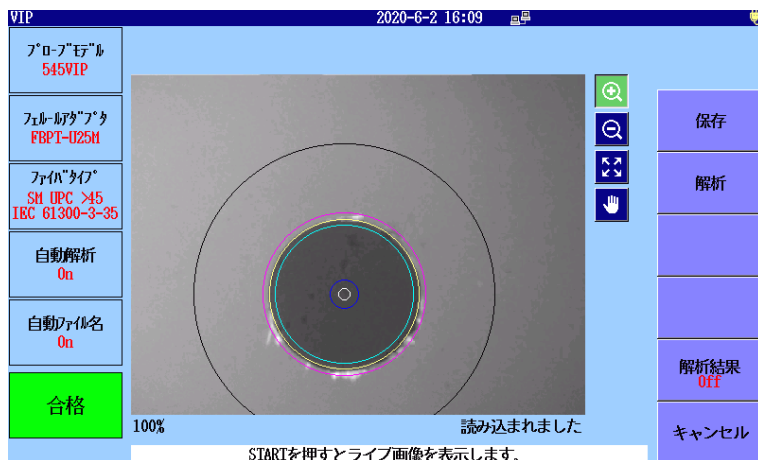 VIP
2020-6-2 16:09
プローブモデル
545VIP
フェルールアダプタ
FBPT-U25M
ファイバタイプ
SM UPC >45
IEC 61300-3-35
自動解析
On
自動ファイル名
On
合格
100%
読み込まれました
STARTを押すとライブ画像を表示します。
保存
解析
解析結果
Off
キャンセル